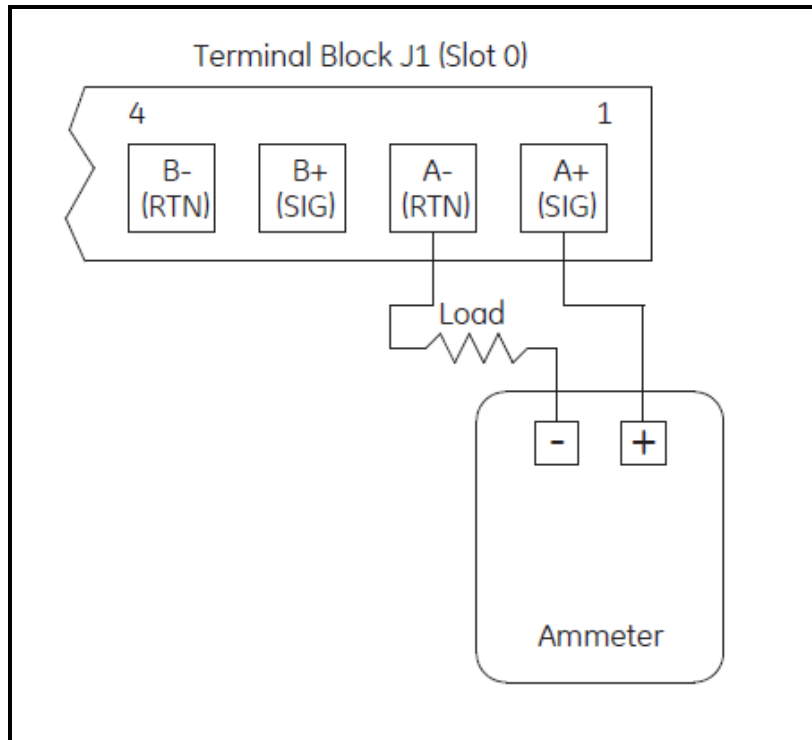 Terminal Block J1 (Slot 0)
4 1
B- B+ A- A+
(RTN) (SIG) (RTN) (SIG)
Load
- +
Ammeter